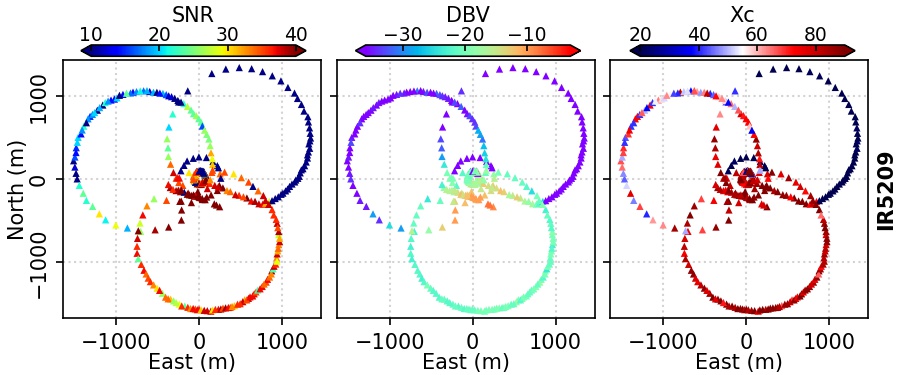 SNR DBV Xc
10 20 30 40 −30 −20 −10 20 40 60 80
1000
0
−1000
North (m)
IR5209
−1000 0 1000 −1000 0 1000 −1000 0 1000
East (m) East (m) East (m)